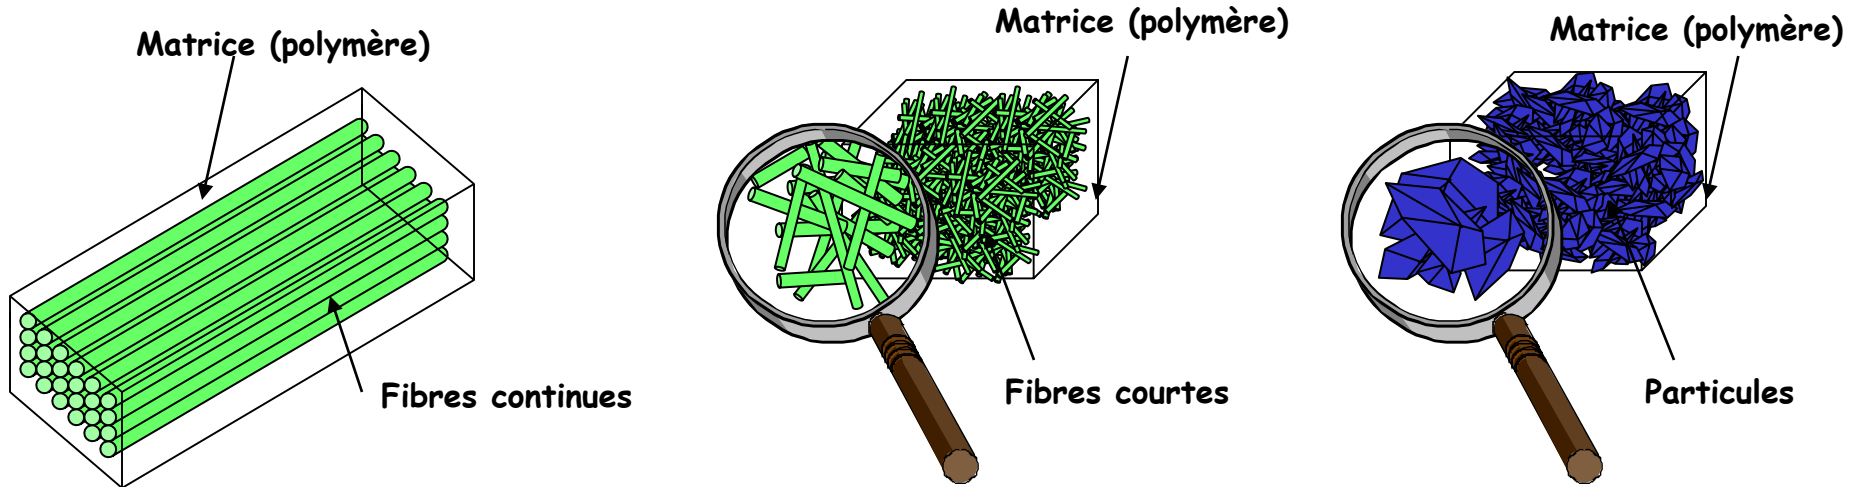 Matrice (polymère)
Fibres continues
Matrice (polymère)
Fibres courtes
Matrice (polymère)
Particules